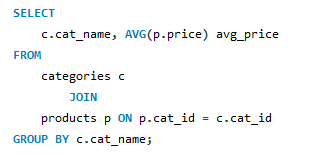 SELECT
    c.cat_name, AVG(p.price) avg_price
FROM
    categories c
        JOIN
    products p ON p.cat_id = c.cat_id
GROUP BY c.cat_name;